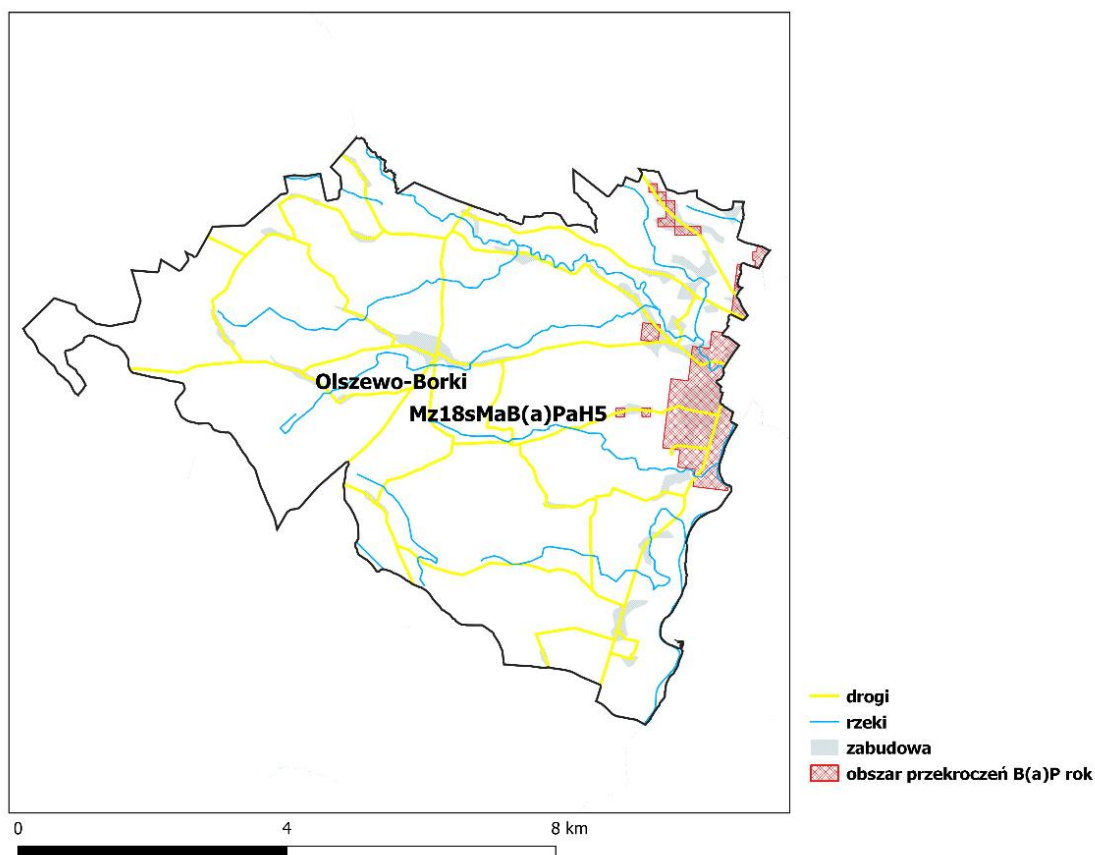 Olszewo-Borki
Mz18sMaB(a)PaH5
drogi
rzeki
zabudowa
obszar przekroczeń B(a)P rok
0 4 8 km